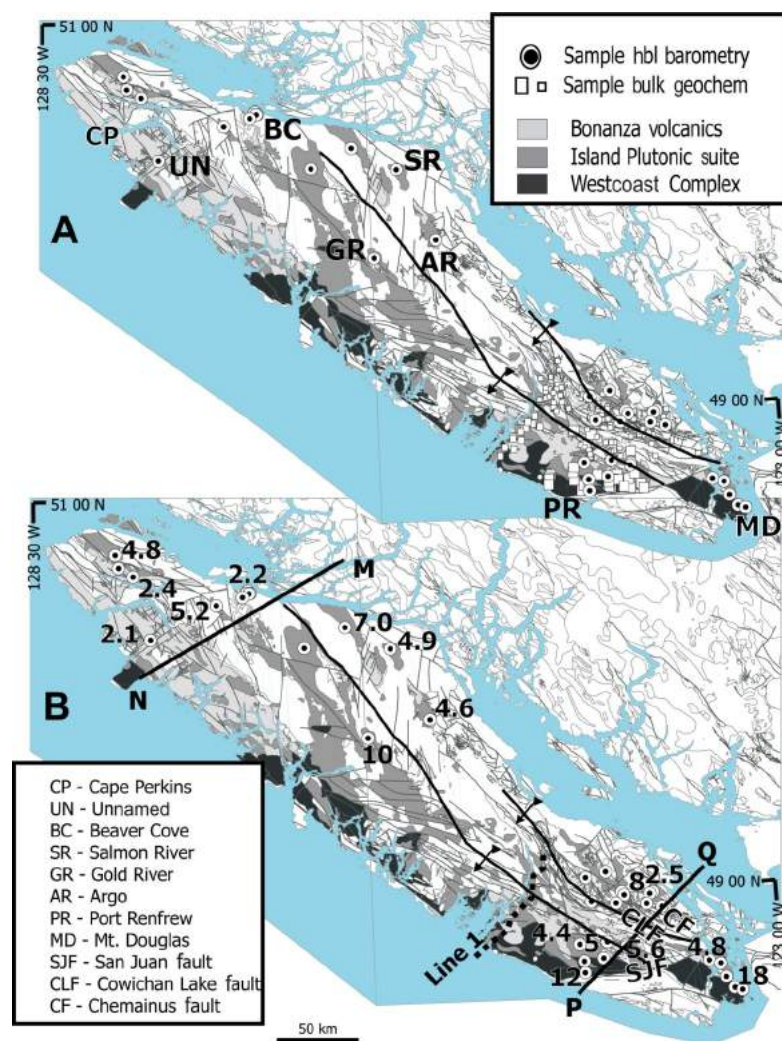 51 00 N
128 30 W
Sample hbl barometry
Sample bulk geochem
Bonanza volcanics
Island Plutonic suite
Westcoast Complex
CP
BC
UN
SR
A
GR
AR
49 00 N
123 00 W
PR
MD
51 00 N
128 30 W
4.8
2.2
M
2.4
5.2
7.0
2.1
4.9
N
B
4.6
10
CP - Cape Perkins
UN - Unnamed
BC - Beaver Cove
SR - Salmon River
GR - Gold River
AR - Argo
PR - Port Renfrew
MD - Mt. Douglas
SJF - San Juan fault
CLF - Cowichan Lake fault
CF - Chemainus fault
Q
8
2.5
49 00 N
123 00 W
CF
CLF
4.4
5
5.6
4.8
SJF
Line 1
12
18
P
50 km